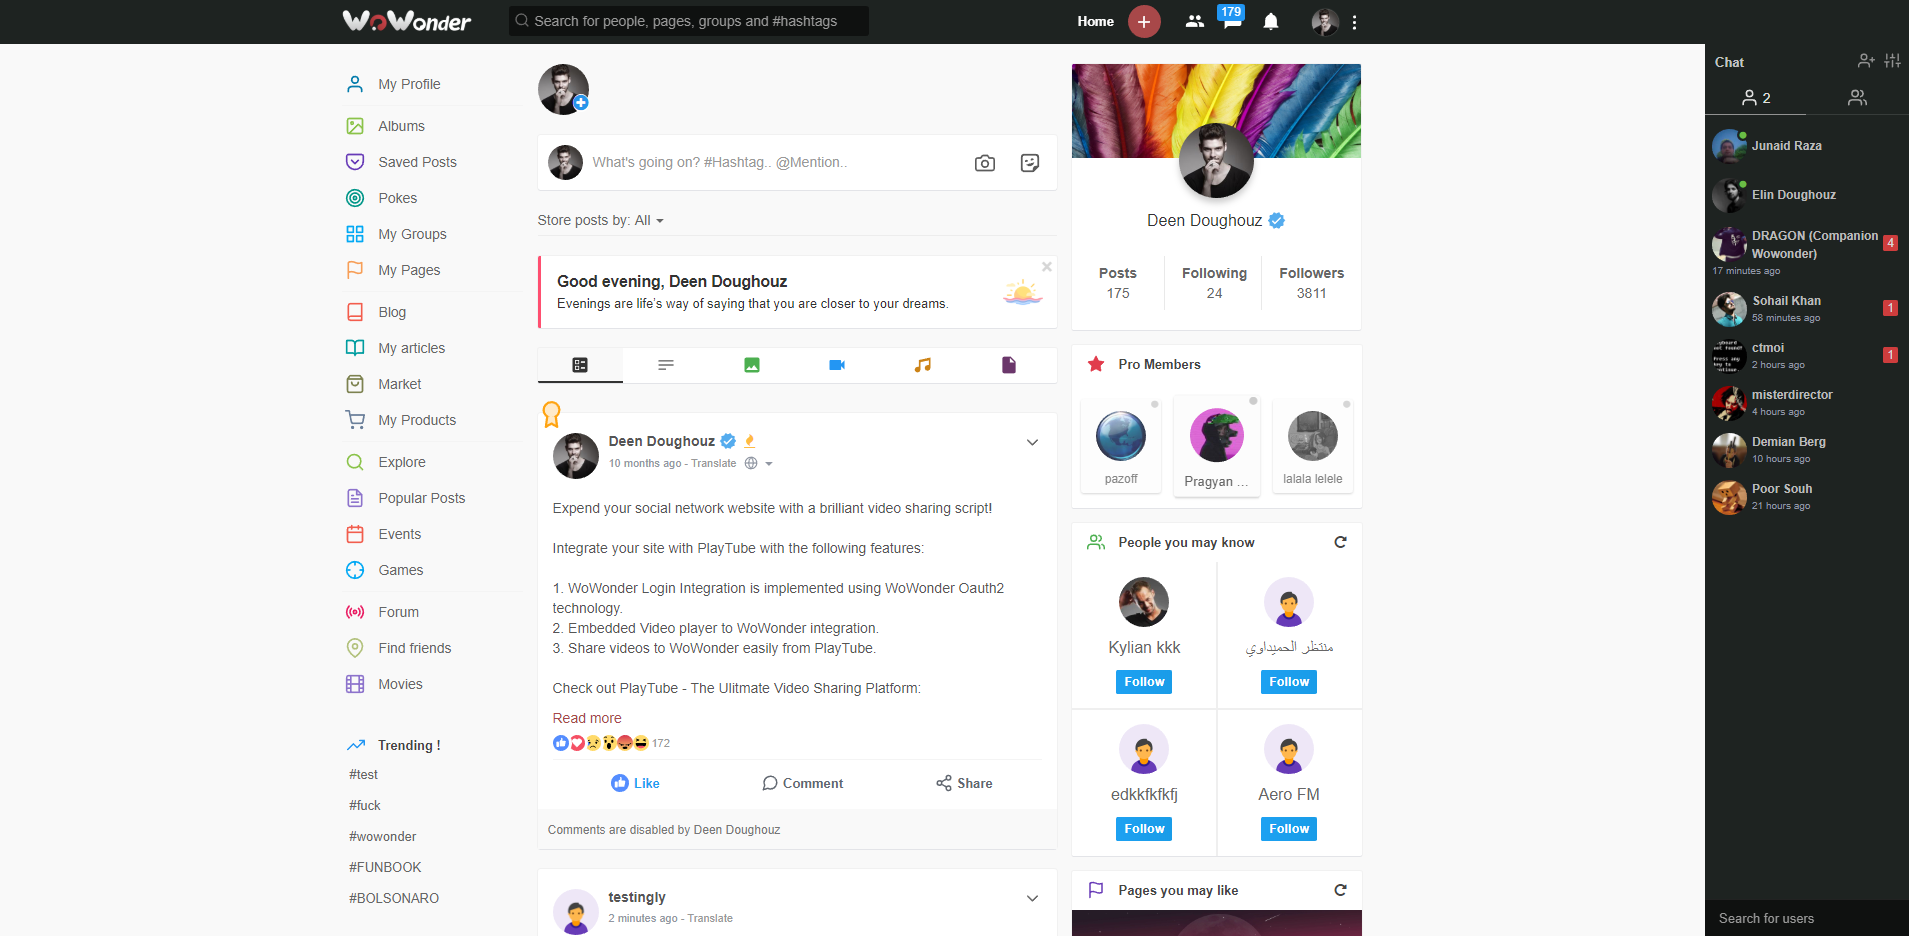 WoWonder
Search for people, pages, groups and #hashtags
Home
179
My Profile
Albums
Saved Posts
Pokes
My Groups
My Pages
Blog
My articles
Market
My Products
Explore
Popular Posts
Events
Games
Forum
Find friends
Movies
Trending !
#test
#fuck
#wowonder
#FUNBOOK
#BOLSONARO
What's going on? #Hashtag.. @Mention..
Store posts by: All
Good evening, Deen Doughouz
Evenings are life's way of saying that you are closer to your dreams.
Deen Doughouz
10 months ago - Translate
Expend your social network website with a brilliant video sharing script!
Integrate your site with PlayTube with the following features:
1. WoWonder Login Integration is implemented using WoWonder Oauth2
technology.
2. Embedded Video player to WoWonder integration.
3. Share videos to WoWonder easily from PlayTube.
Check out PlayTube - The Ulitmate Video Sharing Platform:
Read more
172
Like
Comment
Share
Comments are disabled by Deen Doughouz
testingly
2 minutes ago - Translate
Deen Doughouz
Posts Following Followers
175 24 3811
Pro Members
pazoff
Pragyan ...
lalala lelele
People you may know
Kylian kkk
Follow
منتظر الحميداوي
Follow
edkkfkfkfj
Follow
Aero FM
Follow
Pages you may like
Chat
2
Junaid Raza
Elin Doughouz
DRAGON (Companion
Wowonder)
4
17 minutes ago
Sohail Khan
58 minutes ago
1
ctmoi
2 hours ago
1
misterdirector
4 hours ago
Demian Berg
10 hours ago
Poor Souh
21 hours ago
Search for users